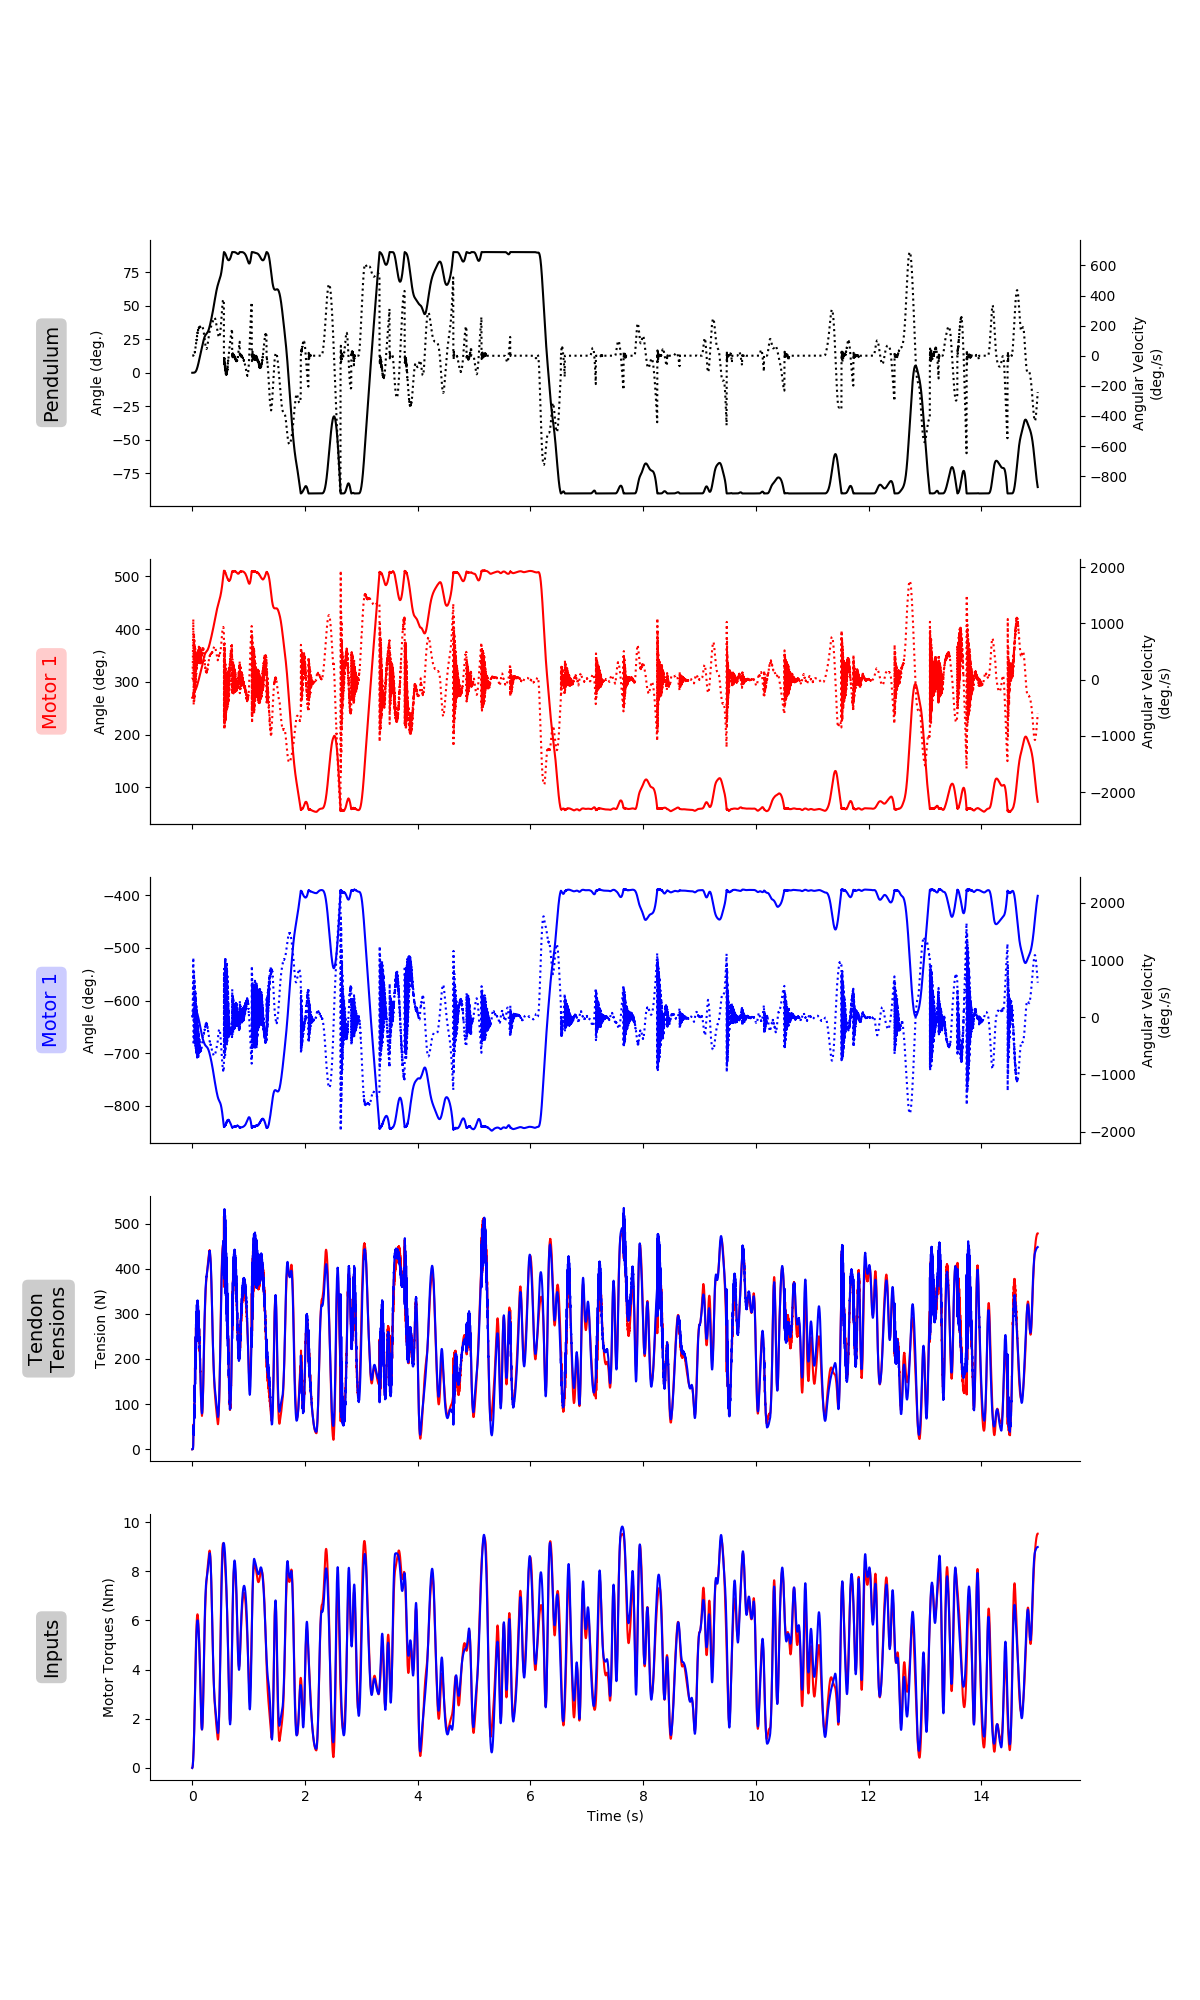 Pendulum
Angle (deg.)
75
50
25
0
−25
−50
−75
600
400
200
0
−200
−400
−600
−800
Angular Velocity
(deg./s)
Motor 1
Angle (deg.)
500
400
300
200
100
2000
1000
0
−1000
−2000
Angular Velocity
(deg./s)
Motor 1
Angle (deg.)
−400
−500
−600
−700
−800
2000
1000
0
−1000
−2000
Angular Velocity
(deg./s)
Tendon
Tensions
Tension (N)
500
400
300
200
100
0
Inputs
Motor Torques (Nm)
10
8
6
4
2
0
0 2 4 6 8 10 12 14
Time (s)